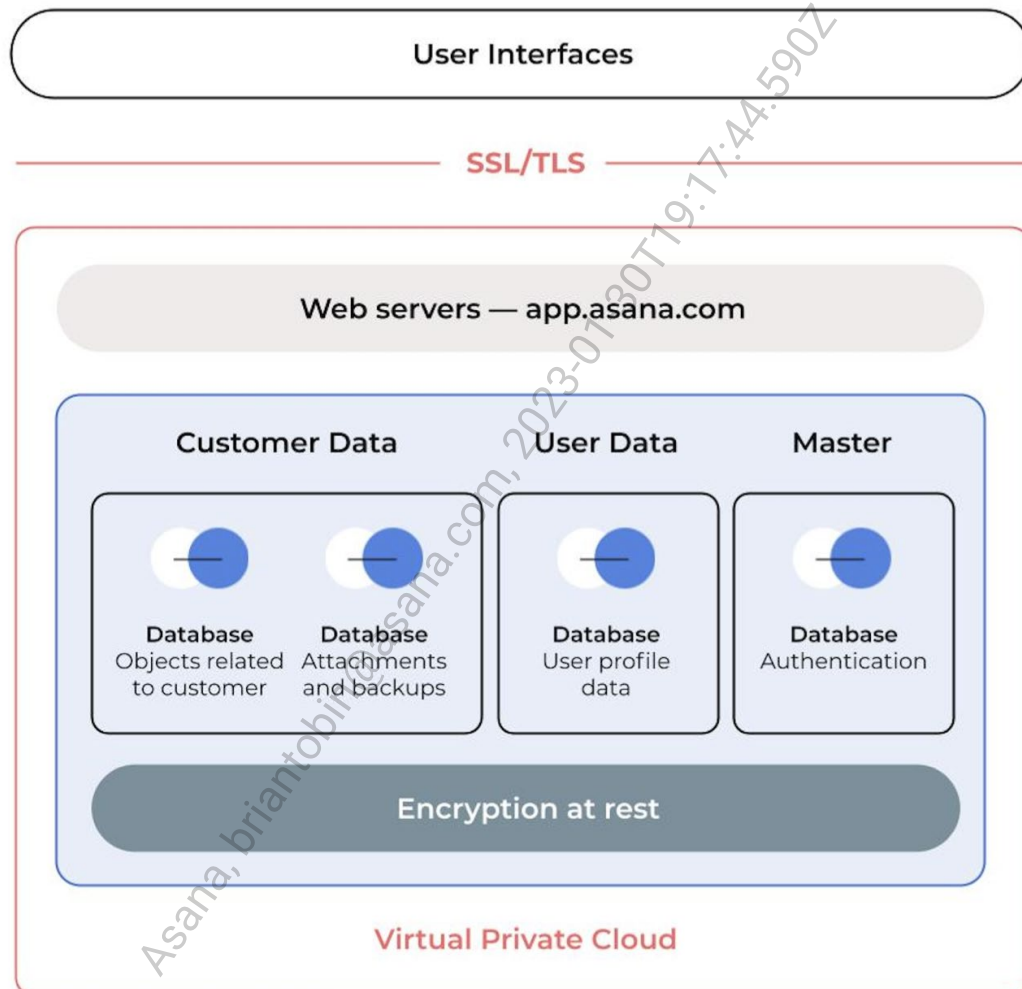 User Interfaces
SSL/TLS
Web servers — app.asana.com
Customer Data
User Data
Master
Database
Objects related
to customer
Database
Attachments
and backups
Database
User profile
data
Database
Authentication
Encryption at rest
Virtual Private Cloud
Asana, briantobin@asana.com, 2023-01-30T19:17:44.590Z